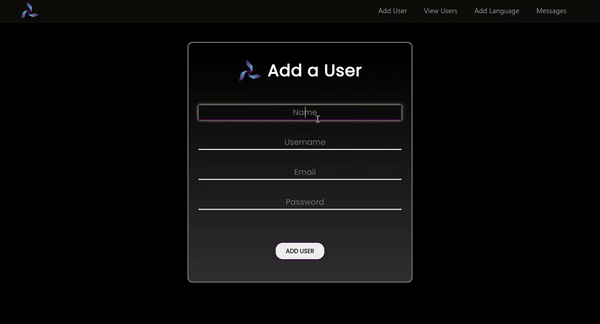 Add User View Users Add Language Messages
Add a User
Name
Username
Email
Password
ADD USER